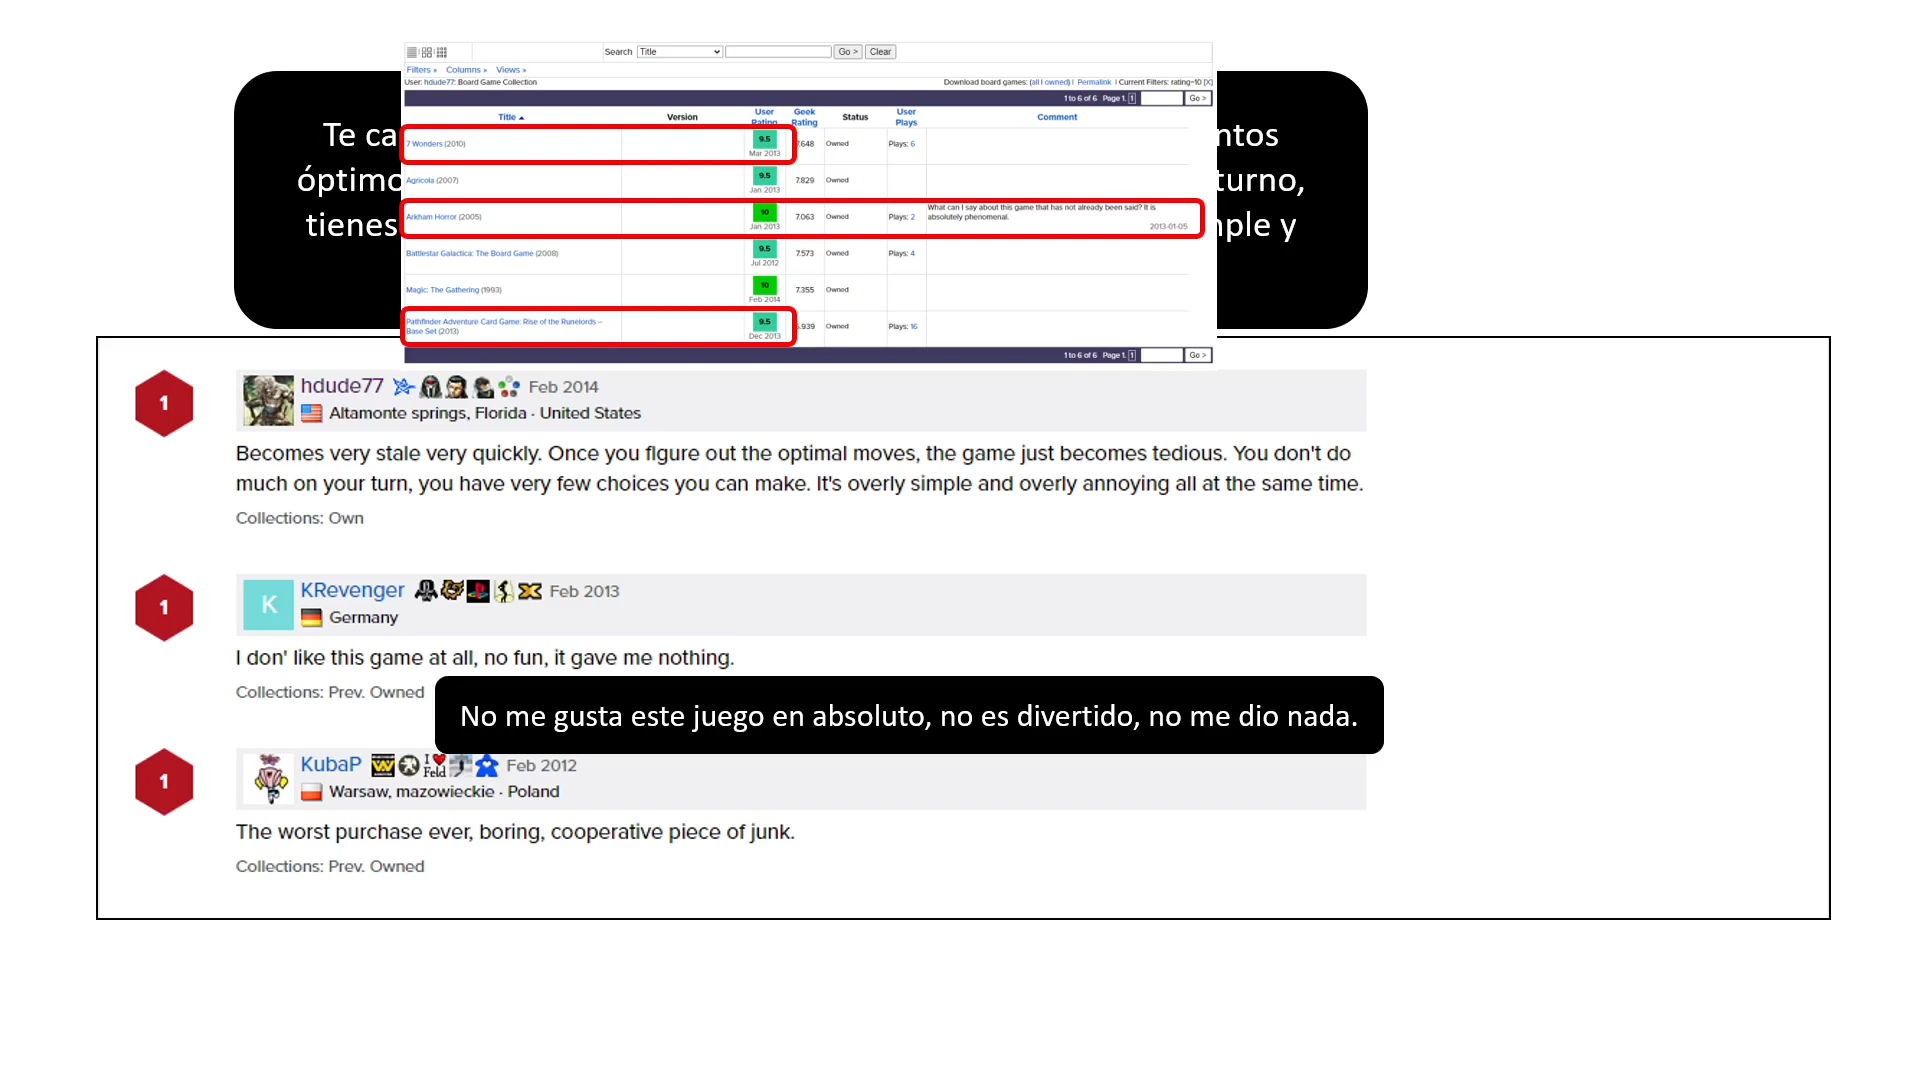 Search Title Go > Clear
Filters » Columns » Views »
User: hdude77: Board Game Collection Download board games: (all | owned) | Permalink | Current Filters: rating=10 [X]
1 to 6 of 6 Page 1. 1 Go >
Title Version User Rating Geek Rating Status User Plays Comment
7 Wonders (2010) 9.5 Mar 2013 7.648 Owned Plays: 6
Agricola (2007) 9.5 Jan 2013 7.829 Owned
Arkham Horror (2005) 10 Jan 2013 7.063 Owned Plays: 2 What can I say about this game that has not already been said? It is
absolutely phenomenal.
2013-01-05
Battlestar Galactica: The Board Game (2008) 9.5 Jul 2012 7.573 Owned Plays: 4
Magic: The Gathering (1993) 10 Feb 2014 7.355 Owned
Pathfinder Adventure Card Game: Rise of the Runelords –
Base Set (2013) 9.5 Dec 2013 .939 Owned Plays: 16
1 to 6 of 6 Page 1. 1 Go >
Te
turno,
tienes y
1 hdude77 Feb 2014
Altamonte springs, Florida · United States
Becomes very stale very quickly. Once you figure out the optimal moves, the game just becomes tedious. You don't do
much on your turn, you have very few choices you can make. It's overly simple and overly annoying all at the same time.
Collections: Own
1 K KRevenger Feb 2013
Germany
I don' like this game at all, no fun, it gave me nothing.
Collections: Prev. Owned
No me gusta este juego en absoluto, no es divertido, no me dio nada.
1 KubaP I ♥ Feld Feb 2012
Warsaw, mazowieckie · Poland
The worst purchase ever, boring, cooperative piece of junk.
Collections: Prev. Owned